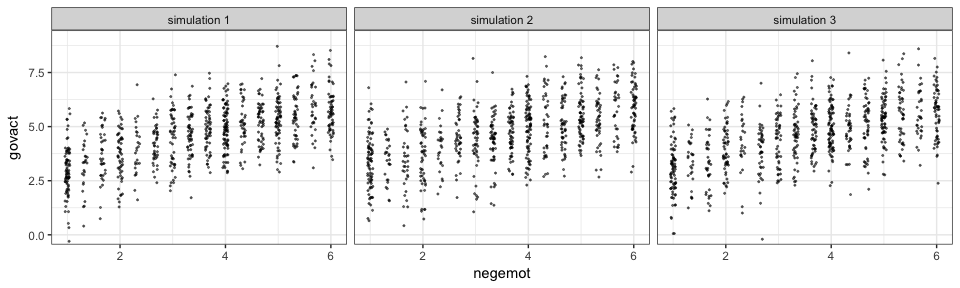 simulation 1 simulation 2 simulation 3
7.5
5.0
2.5
0.0
govact
2 4 6 2 4 6 2 4 6
negemot